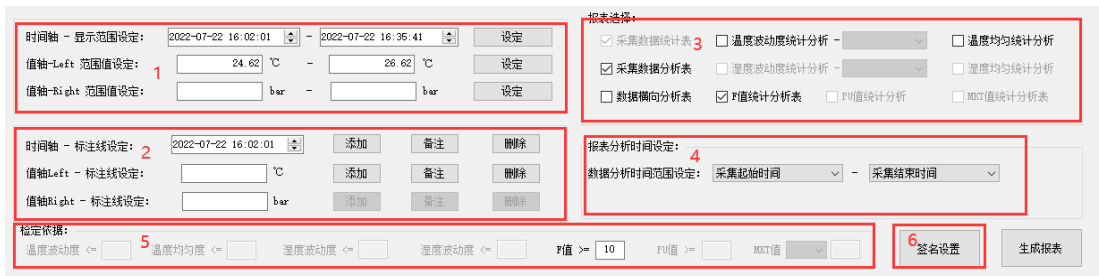 时间轴 - 显示范围设定: 2022-07-22 16:02:01 - 2022-07-22 16:35:41 设定
值轴-Left 范围值设定: 24.62 ℃ - 26.62 ℃ 设定
1
值轴-Right 范围值设定: bar - bar 设定
时间轴 - 标注线设定: 2022-07-22 16:02:01 添加 备注 删除
2
值轴Left - 标注线设定: ℃ 添加 备注 删除
值轴Right - 标注线设定: bar 添加 备注 删除
报表选择:
采集数据统计表 3 温度波动度统计分析 - 温度均匀统计分析
采集数据分析表 湿度波动度统计分析 - 湿度均匀统计分析
数据横向分析表 F值统计分析表 PU值统计分析 MKT值统计分析表
报表分析时间设定:
4
数据分析时间范围设定: 采集起始时间 - 采集结束时间
检定依据:
温度波动度 <= 5 温度均匀度 <= 湿度波动度 <= 湿度波动度 <= F值 >= 10 PU值 >= MKT值
6 签名设置 生成报表